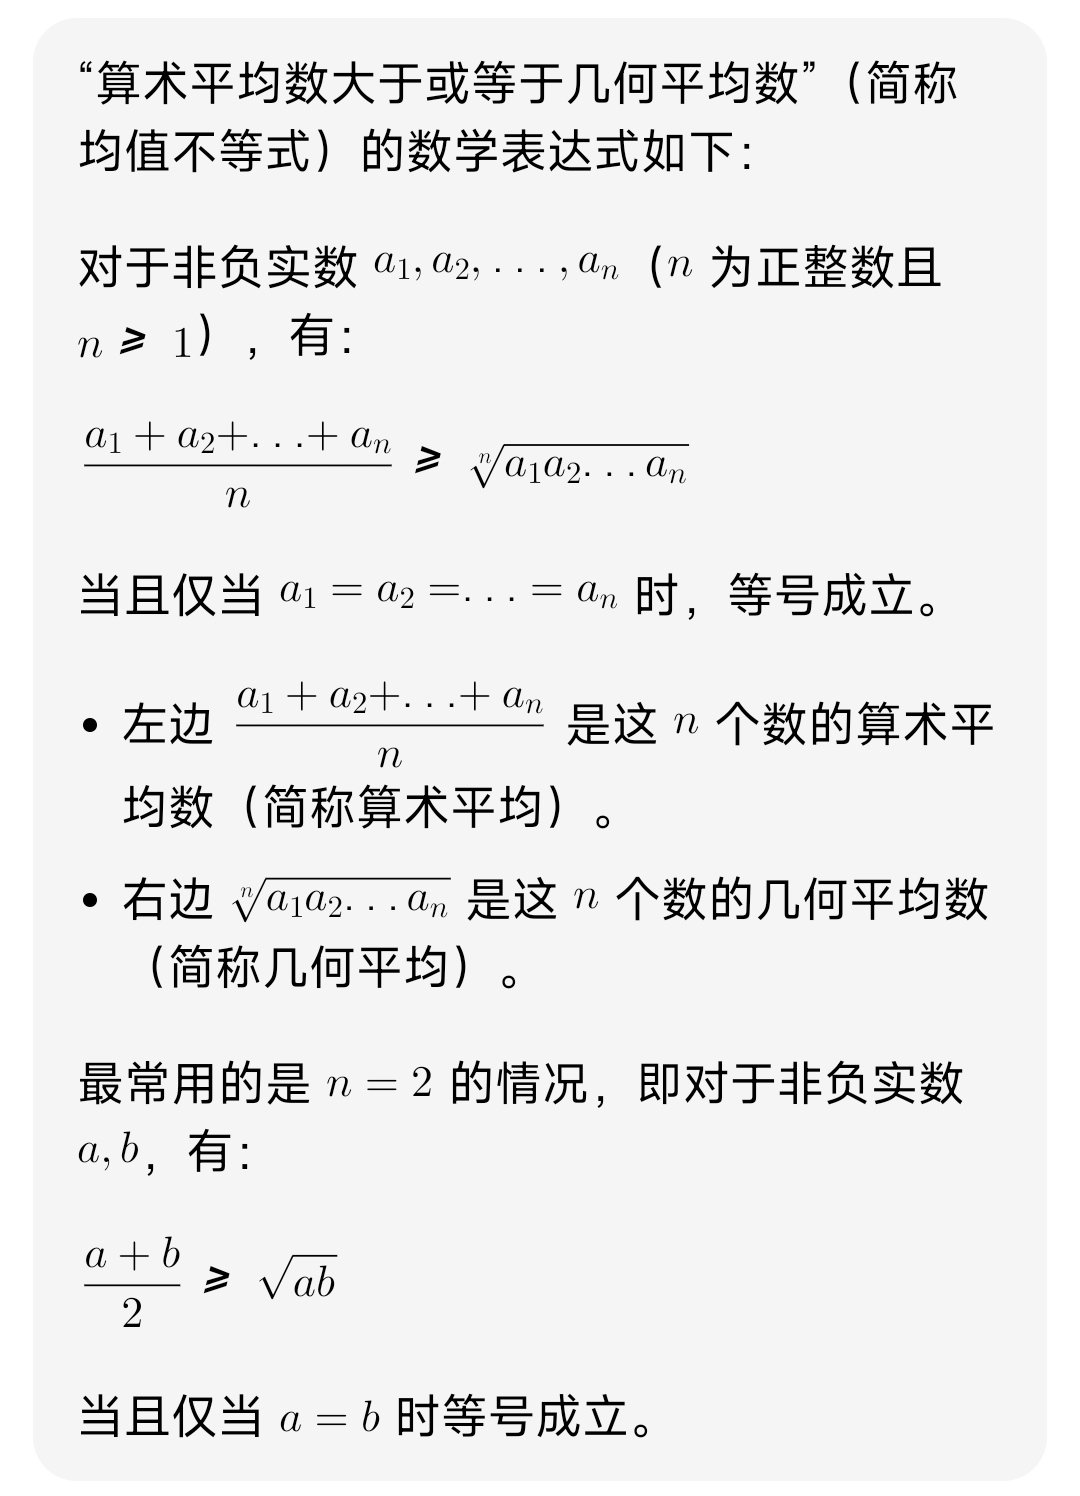 “算术平均数大于或等于几何平均数”（简称
均值不等式）的数学表达式如下：
对于非负实数 $a_1, a_2, ..., a_n$（$n$ 为正整数且
$n \geqslant 1$），有：
$\frac{a_1 + a_2 + ... + a_n}{n} \geqslant \sqrt[n]{a_1 a_2 ... a_n}$
当且仅当 $a_1 = a_2 = ... = a_n$ 时，等号成立。
• 左边 $\frac{a_1 + a_2 + ... + a_n}{n}$ 是这 $n$ 个数的算术平
均数（简称算术平均）。
• 右边 $\sqrt[n]{a_1 a_2 ... a_n}$ 是这 $n$ 个数的几何平均数
（简称几何平均）。
最常用的是 $n = 2$ 的情况，即对于非负实数
$a, b$，有：
$\frac{a + b}{2} \geqslant \sqrt{ab}$
当且仅当 $a = b$ 时等号成立。